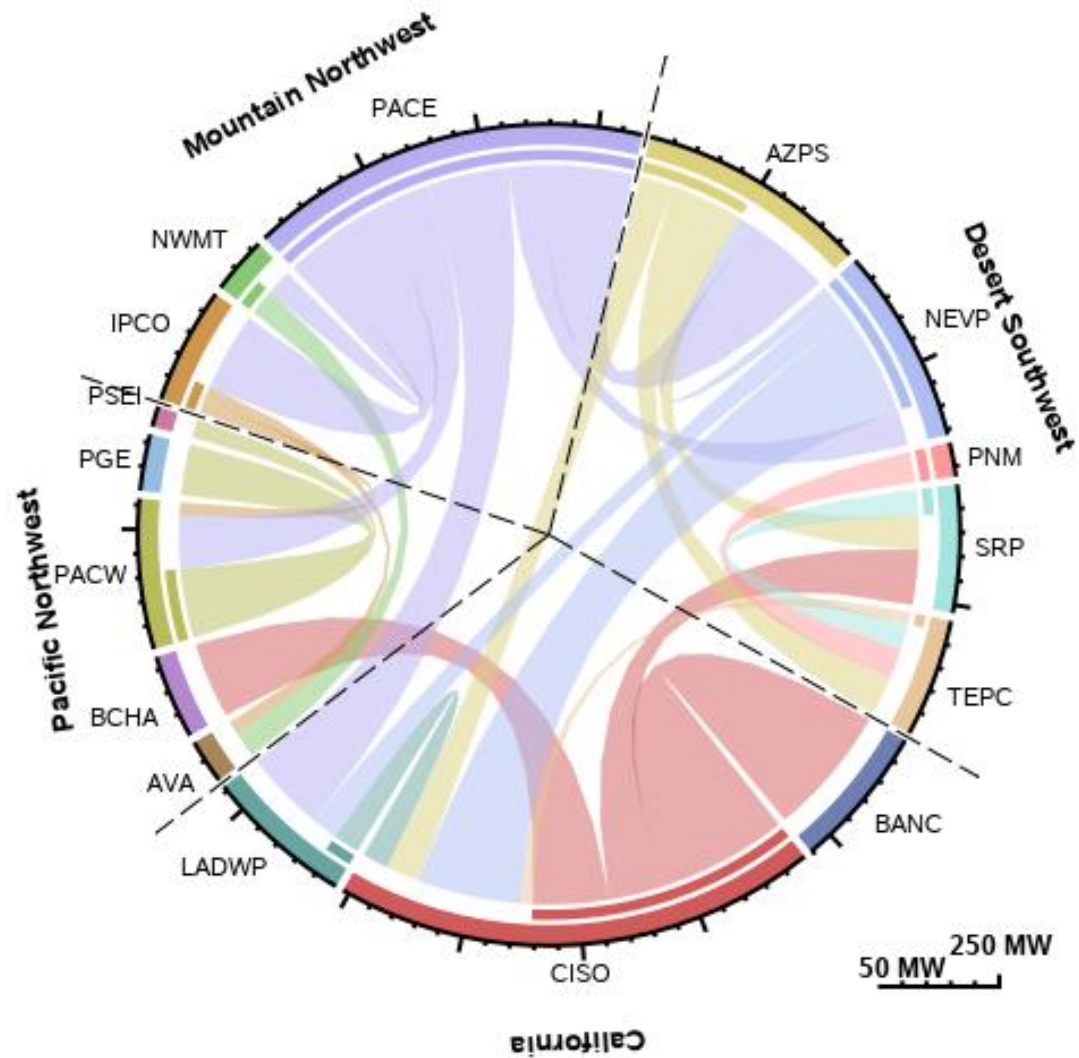 Mountain Northwest
PACE
AZPS
NWMT
Desert Southwest
IPCO
NEVP
PSEI
PGE
PNM
Pacific Northwest
SRP
PACW
TEPC
BCHA
AVA
BANC
LADWP
250 MW
50 MW
CISO
California